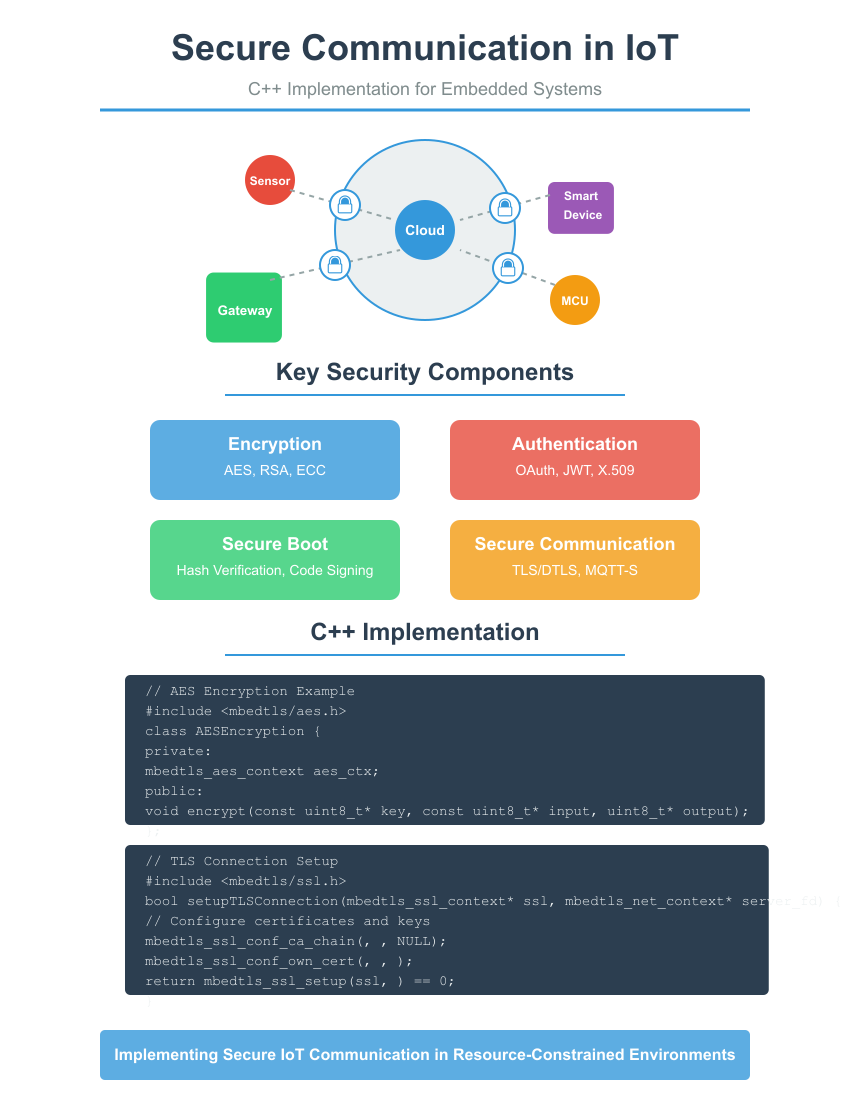 Secure Communication in IoT
C++ Implementation for Embedded Systems
Sensor
Smart
Device
Cloud
Gateway
MCU
Key Security Components
Encryption
AES, RSA, ECC
Authentication
OAuth, JWT, X.509
Secure Boot
Hash Verification, Code Signing
Secure Communication
TLS/DTLS, MQTT-S
C++ Implementation
// AES Encryption Example
#include <mbedtls/aes.h>
class AESEncryption {
private:
mbedtls_aes_context aes_ctx;
public:
void encrypt(const uint8_t* key, const uint8_t* input, uint8_t* output);
};
// TLS Connection Setup
#include <mbedtls/ssl.h>
bool setupTLSConnection(mbedtls_ssl_context* ssl, mbedtls_net_context* server_fd) {
// Configure certificates and keys
mbedtls_ssl_conf_ca_chain(, , NULL);
mbedtls_ssl_conf_own_cert(, , );
return mbedtls_ssl_setup(ssl, ) == 0;
Implementing Secure IoT Communication in Resource-Constrained Environments